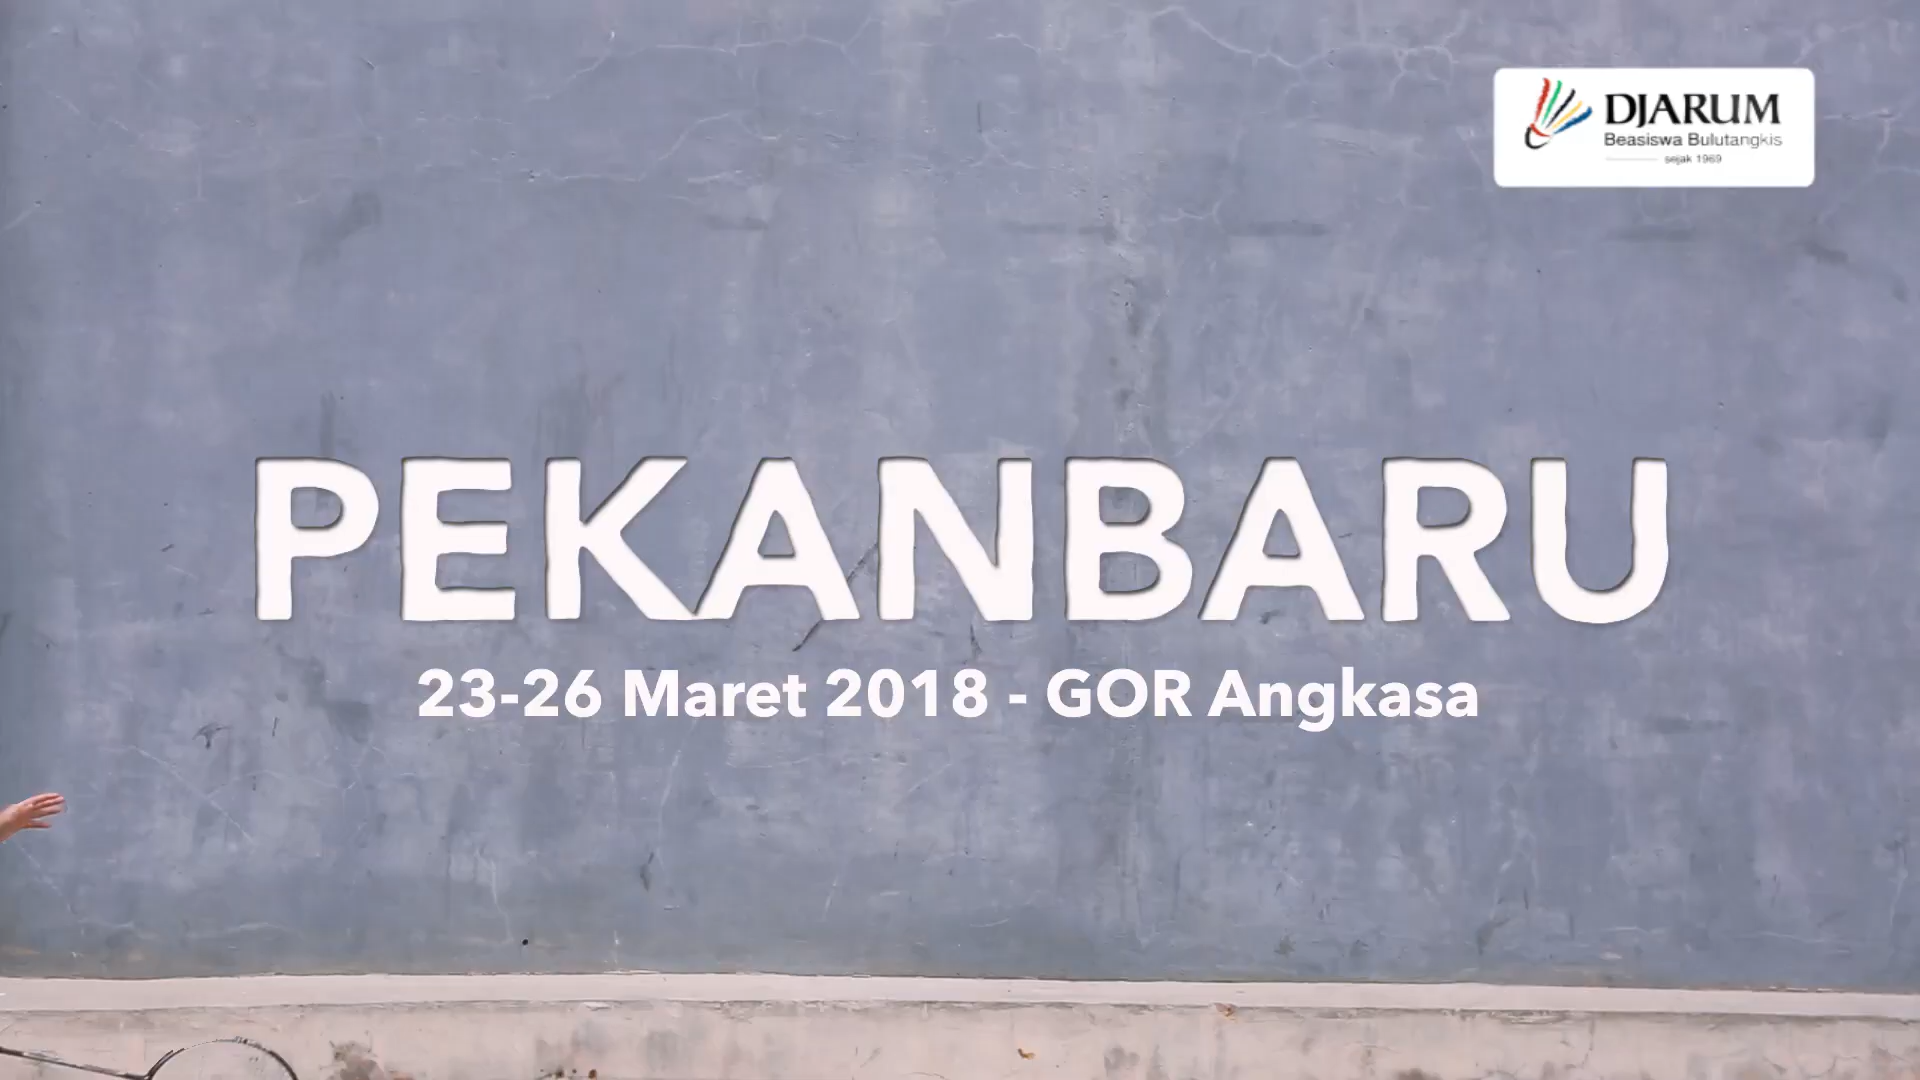 DJARUM
Beasiswa Bulutangkis
sejak 1969
PEKANBARU
23-26 Maret 2018 - GOR Angkasa